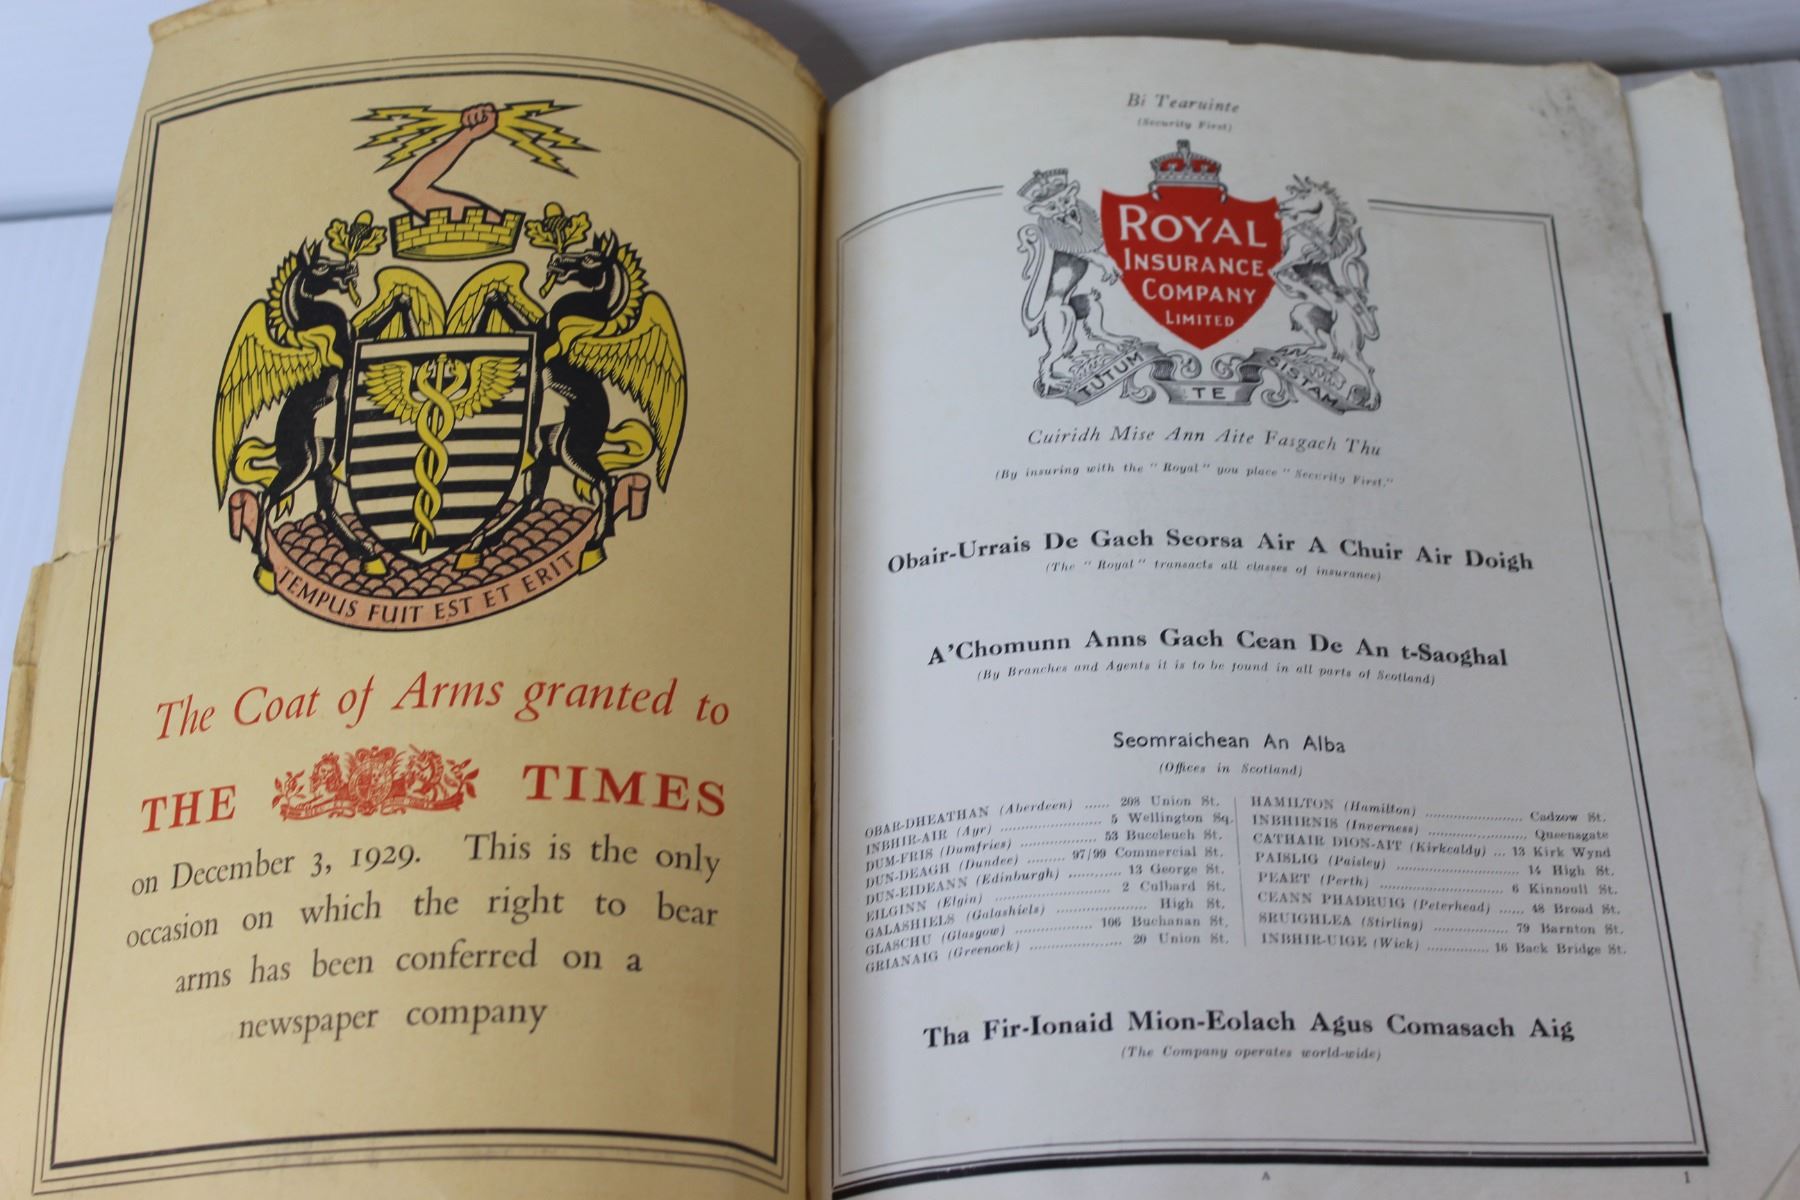 TEMPUS FUIT EST ET ERIT
The Coat of Arms granted to
THE TIMES
on December 3, 1929. This is the only
occasion on which the right to bear
arms has been conferred on a
newspaper company
Bi Tearuinte
(Security First)
ROYAL
INSURANCE
COMPANY
LIMITED
TUTUM TE SISTAM
Cuiridh Mise Ann Aite Fasgach Thu
(By insuring with the "Royal" you place "Security First."
Obair-Urrais De Gach Seorsa Air A Chuir Air Doigh
(The "Royal" transacts all classes of insurance)
A'Chomunn Anns Gach Cean De An t-Saoghal
(By Branches and Agents it is to be found in all parts of Scotland)
Seomraichean An Alba
(Offices in Scotland)
OBAR-DHEATHAN (Aberdeen) ...... 208 Union St.
INBHIR-AIR (Ayr) ........................ 5 Wellington Sq.
DUM-FRIS (Dumfries) .................. 53 Buccleuch St.
DUN-DEAGH (Dundee) ......... 97/99 Commercial St.
DUN-EIDEANN (Edinburgh) ............ 13 George St.
EILGINN (Elgin) ........................... 2 Culbard St.
GALASHIELS (Galashiels) ..................... High St.
GLASCHU (Glasgow) .................. 106 Buchanan St.
GRIANAIG (Greenock) ..................... 20 Union St.
HAMILTON (Hamilton) ........................ Cadzow St.
INBHIRNIS (Inverness) ........................ Queensgate
CATHAIR DION-AIT (Kirkcaldy) ... 13 Kirk Wynd
PAISLIG (Paisley) .............................. 14 High St.
PEART (Perth) .............................. 6 Kinnoull St.
CEANN PHADRUIG (Peterhead) ...... 48 Broad St.
SRUIGHLEA (Stirling) .................. 79 Barnton St.
INBHIR-UIGE (Wick) ............... 16 Back Bridge St.
Tha Fir-Ionaid Mion-Eolach Agus Comasach Aig
(The Company operates world-wide)
A
1